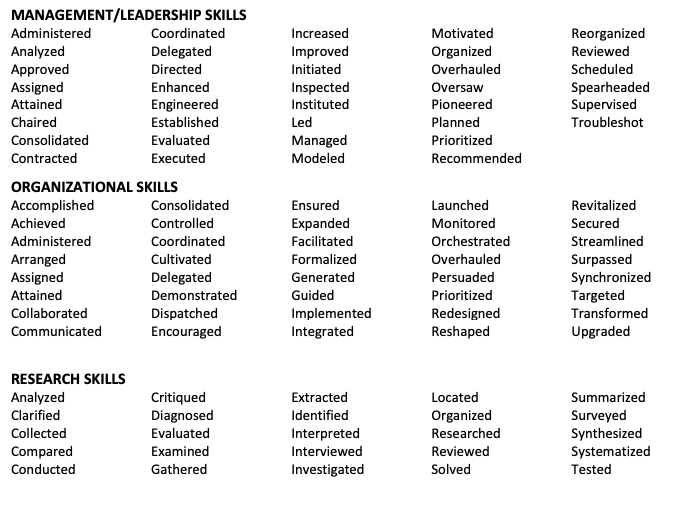 MANAGEMENT/LEADERSHIP SKILLS
Administered Coordinated Increased Motivated Reorganized
Analyzed Delegated Improved Organized Reviewed
Approved Directed Initiated Overhauled Scheduled
Assigned Enhanced Inspected Oversaw Spearheaded
Attained Engineered Instituted Pioneered Supervised
Chaired Established Led Planned Troubleshot
Consolidated Evaluated Managed Prioritized
Contracted Executed Modeled Recommended
ORGANIZATIONAL SKILLS
Accomplished Consolidated Ensured Launched Revitalized
Achieved Controlled Expanded Monitored Secured
Administered Coordinated Facilitated Orchestrated Streamlined
Arranged Cultivated Formalized Overhauled Surpassed
Assigned Delegated Generated Persuaded Synchronized
Attained Demonstrated Guided Prioritized Targeted
Collaborated Dispatched Implemented Redesigned Transformed
Communicated Encouraged Integrated Reshaped Upgraded
RESEARCH SKILLS
Analyzed Critiqued Extracted Located Summarized
Clarified Diagnosed Identified Organized Surveyed
Collected Evaluated Interpreted Researched Synthesized
Compared Examined Interviewed Reviewed Systematized
Conducted Gathered Investigated Solved Tested